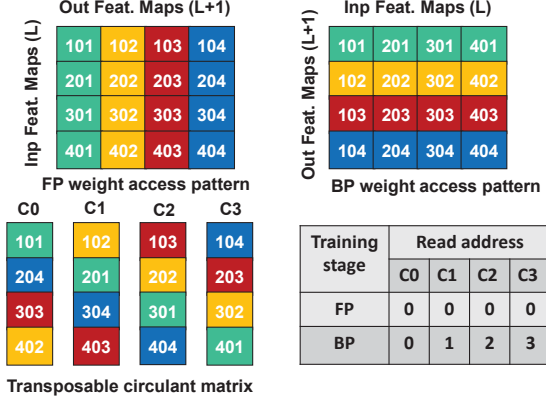 Out Feat. Maps (L+1)
Inp Feat. Maps (L)
101 102 103 104
201 202 203 204
301 302 303 304
401 402 403 404
FP weight access pattern
Inp Feat. Maps (L)
Out Feat. Maps (L+1)
101 201 301 401
102 202 302 402
103 203 303 403
104 204 304 404
BP weight access pattern
C0 C1 C2 C3
101 102 103 104
204 201 202 203
303 304 301 302
402 403 404 401
Transposable circulant matrix
Training stage Read address
C0 C1 C2 C3
FP 0 0 0 0
BP 0 1 2 3